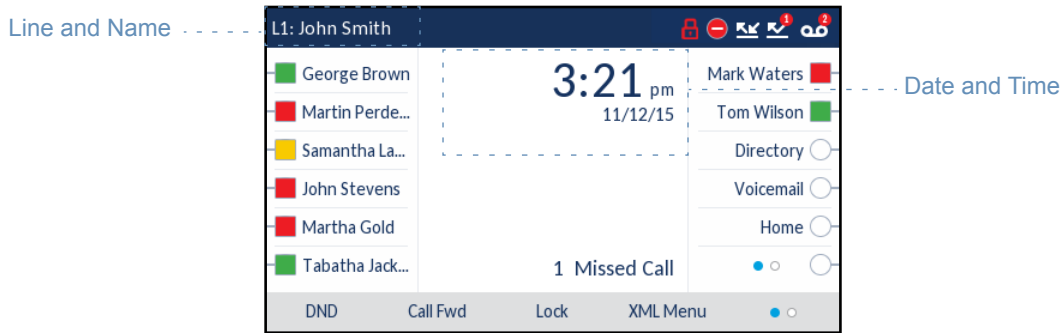 Line and Name
L1: John Smith
1
2
George Brown
Martin Perde...
Samantha La...
John Stevens
Martha Gold
Tabatha Jack...
3:21 pm
11/12/15
1 Missed Call
Mark Waters
Tom Wilson
Directory
Voicemail
Home
Date and Time
DND
Call Fwd
Lock
XML Menu